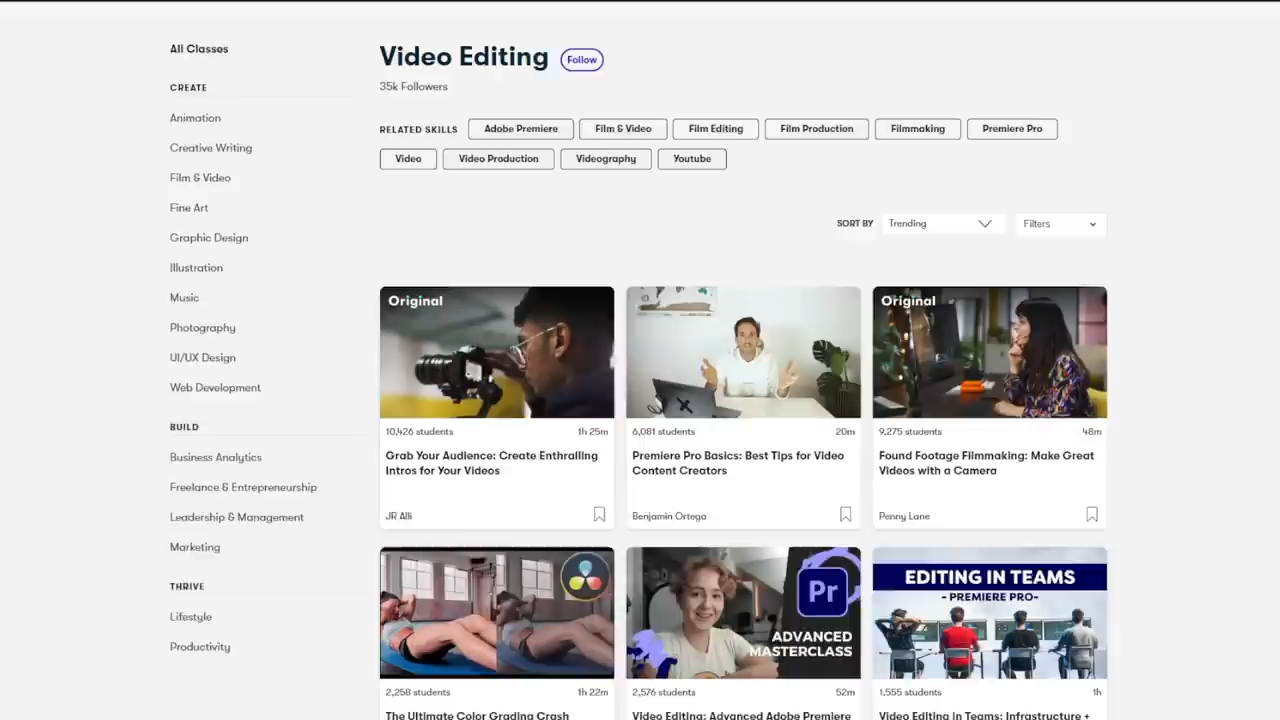 All Classes
CREATE
Animation
Creative Writing
Film & Video
Fine Art
Graphic Design
Illustration
Music
Photography
UI/UX Design
Web Development
BUILD
Business Analytics
Freelance & Entrepreneurship
Leadership & Management
Marketing
THRIVE
Lifestyle
Productivity
Video Editing Follow
35k Followers
RELATED SKILLS Adobe Premiere Film & Video Film Editing Film Production Filmmaking Premiere Pro
Video Video Production Videography Youtube
SORT BY Trending Filters
Original
10,426 students 1h 25m
Grab Your Audience: Create Enthralling
Intros for Your Videos
JR Alli
6,081 students 20m
Premiere Pro Basics: Best Tips for Video
Content Creators
Benjamin Ortega
Original
9,275 students 48m
Found Footage Filmmaking: Make Great
Videos with a Camera
Penny Lane
2,258 students 1h 22m
The Ultimate Color Grading Crash
Pr
ADVANCED
MASTERCLASS
2,576 students 52m
Video Editing: Advanced Adobe Premiere
EDITING IN TEAMS
- PREMIERE PRO-
1,555 students 1h
Video Editing in Teams: Infrastructure +